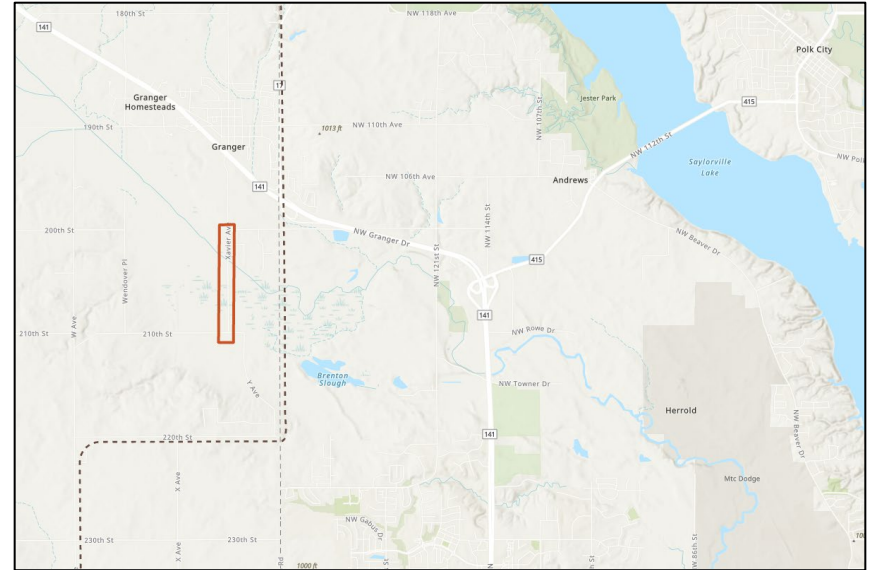 180th St
NW 118th Ave
141
Polk City
17
Granger
Homesteads
Jester Park
NW 107th St
415
190th St
1013 ft
NW 110th Ave
NW 112th St
Granger
Saylorville
Lake
NW 106th Ave
Andrews
141
200th St
Xavier Av
NW Granger Dr
NW 114th St
NW Beaver Dr
NW 121st St
415
Wendover Pl
W Ave
141
210th St
210th St
NW Rowe Dr
Brenton
Slough
NW Towner Dr
Y Ave
Herrold
NW Beaver Dr
220th St
141
X Ave
Mtc Dodge
NW Gabus Dr
230th St
230th St
X Ave
1000 ft
Rd
N
NW 86th St